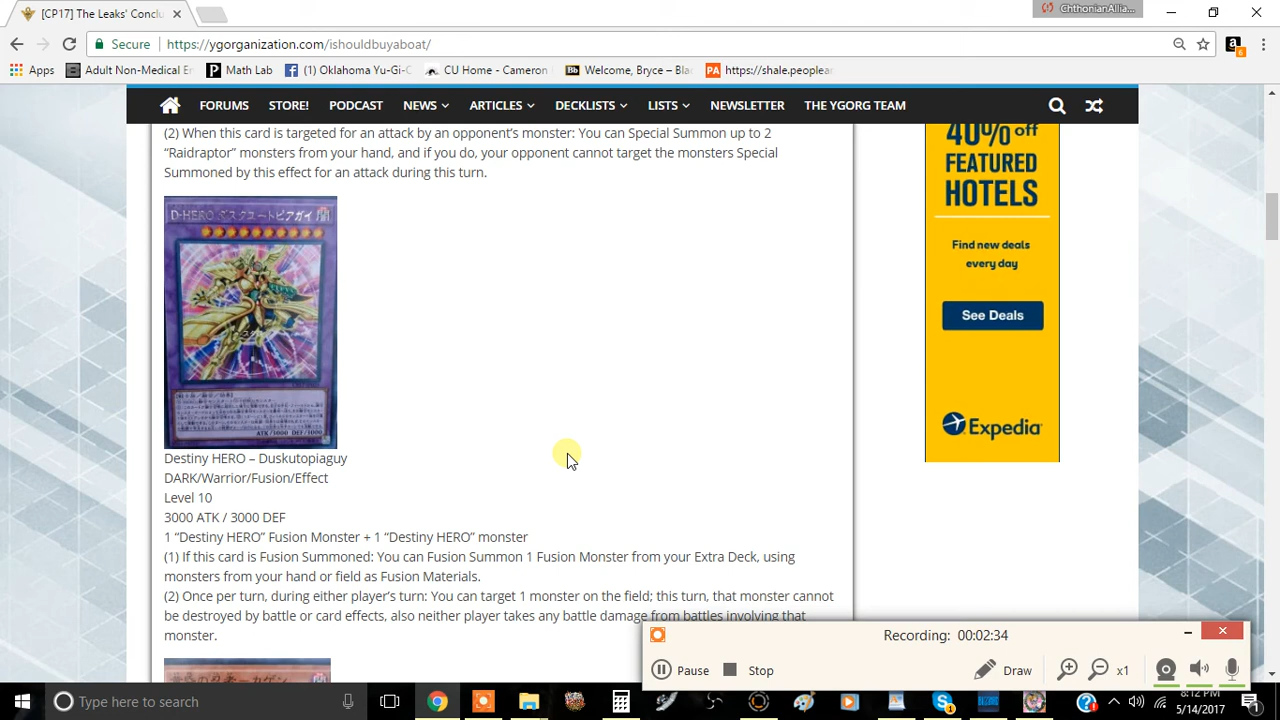 [CP17] The Leaks' Conclu
ChthonianAllia...
Secure
https://ygorganization.com/ishouldbuyaboat/
Apps
Adult Non-Medical E
Math Lab
(1) Oklahoma Yu-Gi-
CU Home - Cameron
Welcome, Bryce – Bla
https://shale.peoplea
FORUMS
STORE!
PODCAST
NEWS
ARTICLES
DECKLISTS
LISTS
NEWSLETTER
THE YGORG TEAM
(2) When this card is targeted for an attack by an opponent's monster: You can Special Summon up to 2
“Raidraptor” monsters from your hand, and if you do, your opponent cannot target the monsters Special
Summoned by this effect for an attack during this turn.
D-HERO
ATK/3000 DEF/3000
Destiny HERO – Duskutopiaguy
DARK/Warrior/Fusion/Effect
Level 10
3000 ATK / 3000 DEF
1 “Destiny HERO” Fusion Monster + 1 “Destiny HERO” monster
(1) If this card is Fusion Summoned: You can Fusion Summon 1 Fusion Monster from your Extra Deck, using
monsters from your hand or field as Fusion Materials.
(2) Once per turn, during either player's turn: You can target 1 monster on the field; this turn, that monster cannot
be destroyed by battle or card effects, also neither player takes any battle damage from battles involving that
monster.
40% off
FEATURED
HOTELS
Find new deals
every day
See Deals
Expedia
Recording: 00:02:34
Pause
Stop
Draw
x1
Type here to search
8:12 PM
5/14/2017